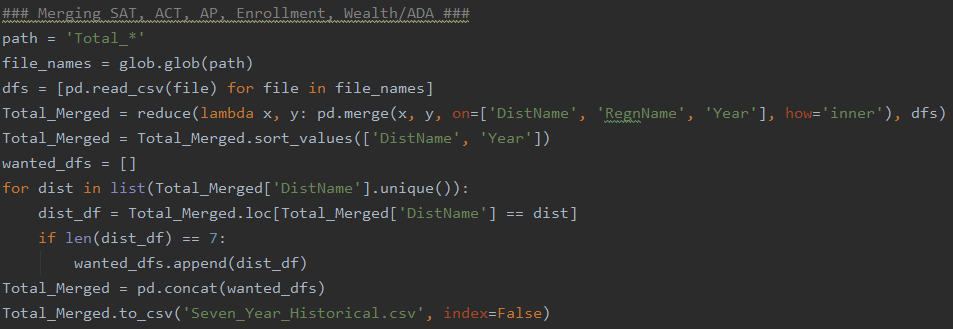 ### Merging SAT, ACT, AP, Enrollment, Wealth/ADA ###
path = 'Total_*'
file_names = glob.glob(path)
dfs = [pd.read_csv(file) for file in file_names]
Total_Merged = reduce(lambda x, y: pd.merge(x, y, on=['DistName', 'RegnName', 'Year'], how='inner'), dfs)
Total_Merged = Total_Merged.sort_values(['DistName', 'Year'])
wanted_dfs = []
for dist in list(Total_Merged['DistName'].unique()):
    dist_df = Total_Merged.loc[Total_Merged['DistName'] == dist]
    if len(dist_df) == 7:
        wanted_dfs.append(dist_df)
Total_Merged = pd.concat(wanted_dfs)
Total_Merged.to_csv('Seven_Year_Historical.csv', index=False)